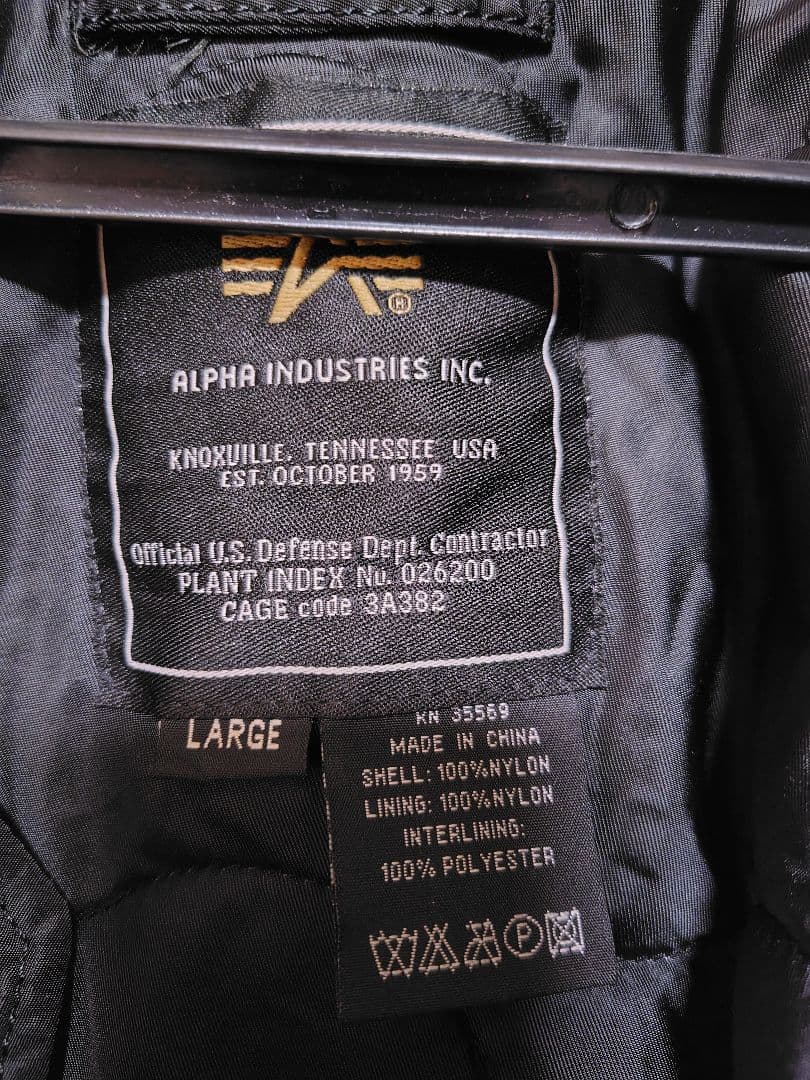 ALPHA INDUSTRIES INC.
KNOXVILLE, TENNESSEE USA
EST. OCTOBER 1959
Official U.S. Defense Dept. Contractor
PLANT INDEX No. 026200
CAGE code 3A382
LARGE
RN 35569
MADE IN CHINA
SHELL: 100%NYLON
LINING: 100%NYLON
INTERLINING:
100% POLYESTER
P